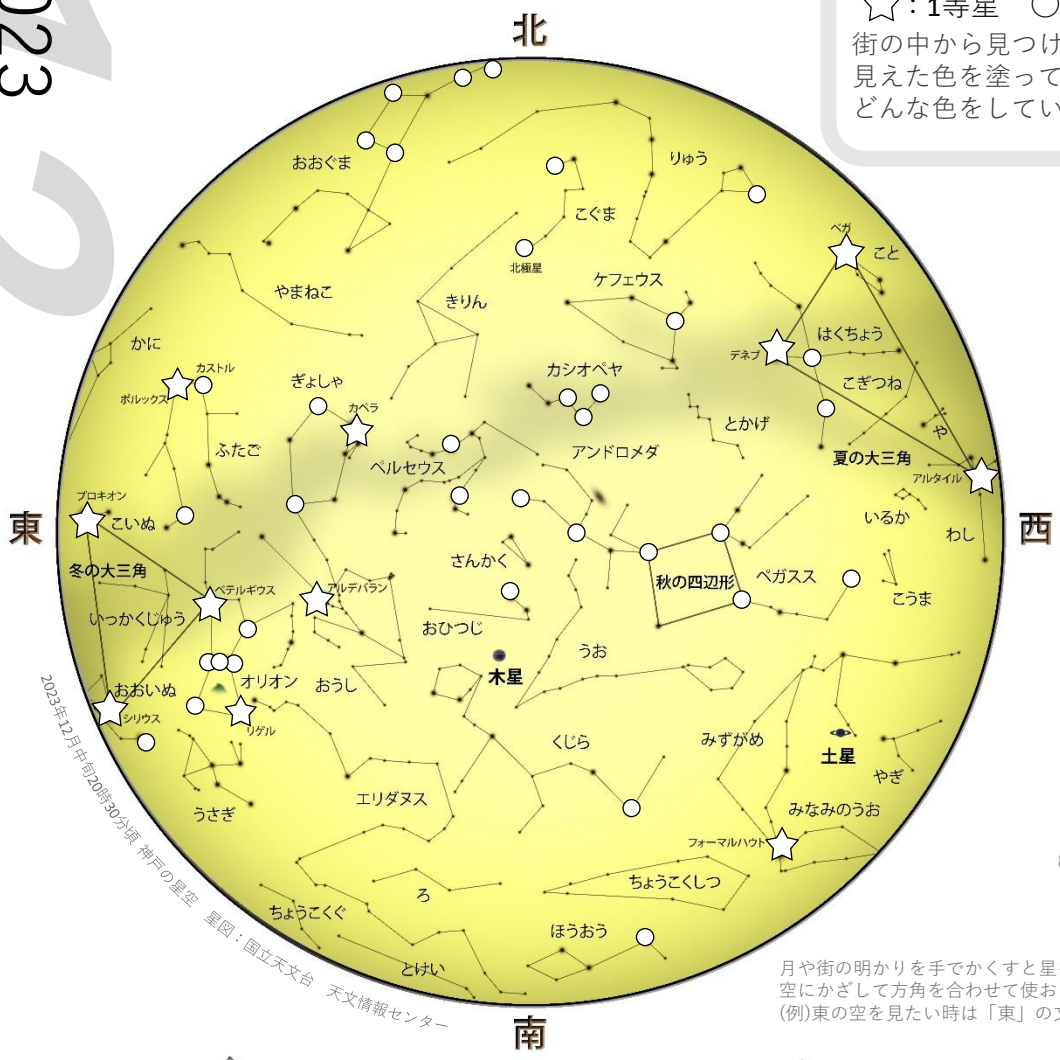 2023
北
☆：1等星 ○
街の中から見つけ
見えた色を塗って
どんな色をしてい
おおぐま
りゅう
こぐま
北極星
ベガ
こと
ケフェウス
やまねこ
きりん
はくちょう
デネブ
かに
カストル
ポルックス
ぎょしゃ
カペラ
カシオペヤ
こぎつね
とかげ
や
ふたご
ペルセウス
アンドロメダ
夏の大三角
アルタイル
プロキオン
こいぬ
東
いるか
わし
西
冬の大三角
さんかく
秋の四辺形
ペガスス
こうま
ベテルギウス
アルデバラン
いっかくじゅう
おひつじ
うお
木星
オリオン
おうし
おおいぬ
シリウス
リゲル
くじら
みずがめ
土星
やぎ
うさぎ
エリダヌス
みなみのうお
フォーマルハウト
ちょうこくしつ
ろ
ちょうこくぐ
ほうおう
とけい
2023年12月中旬20時30分頃 神戸の星空 星図：国立天文台 天文情報センター
南
月や街の明かりを手でかくすと星
空にかざして方角を合わせて使お
(例)東の空を見たい時は「東」の文